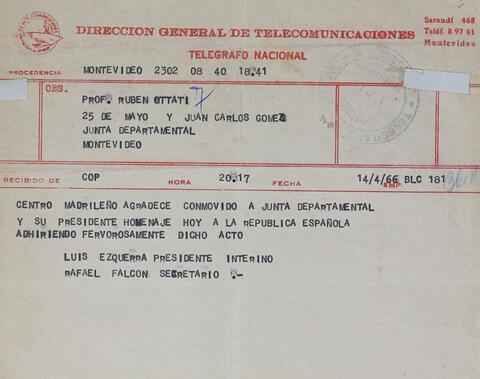 DIRECCION GENERAL DE TELECOMUNICACIONES
Sarandí 468
Teléf. 8 97 41
Montevideo
TELEGRAFO NACIONAL
PROCEDENCIA MONTEVIDEO 2302 08 40 18.41
OBS.
PROF. RUBEN OTTATI
25 DE MAYO Y JUAN CARLOS GOMEZ
JUNTA DEPARTAMENTAL
MONTEVIDEO
RECIBIDO DE COP HORA 20.17 FECHA 14/4/66 EMP. BLC 181
CENTRO MADRILEÑO AGRADECE CONMOVIDO A JUNTA DEPARTAMENTAL
Y SU PRESIDENTE HOMENAJE HOY A LA REPUBLICA ESPAÑOLA
ADHIRIENDO FERVOROSAMENTE DICHO ACTO
LUIS EZQUERRA PRESIDENTE INTERINO
RAFAEL FALCON SECRETARIO .-